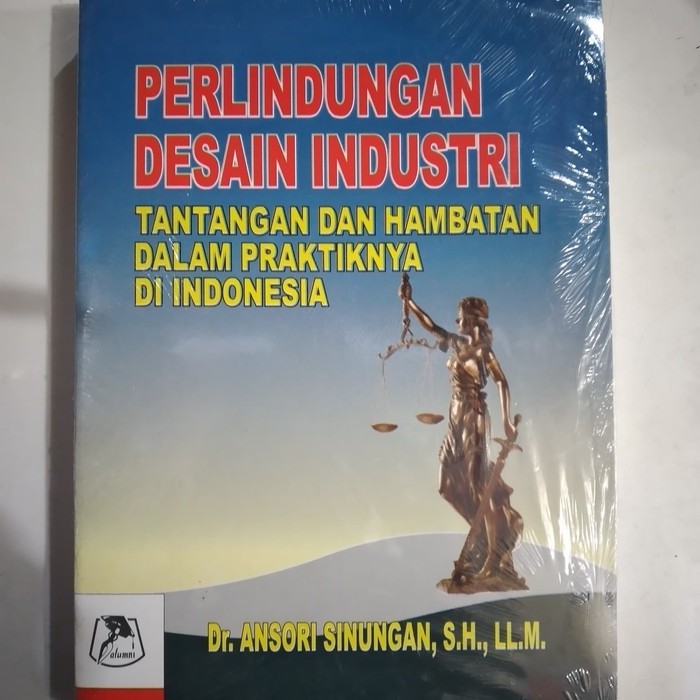 PERLINDUNGAN
DESAIN INDUSTRI
TANTANGAN DAN HAMBATAN
DALAM PRAKTIKNYA
DI INDONESIA
alumni
Dr. ANSORI SINUNGAN, S.H., LL.M.